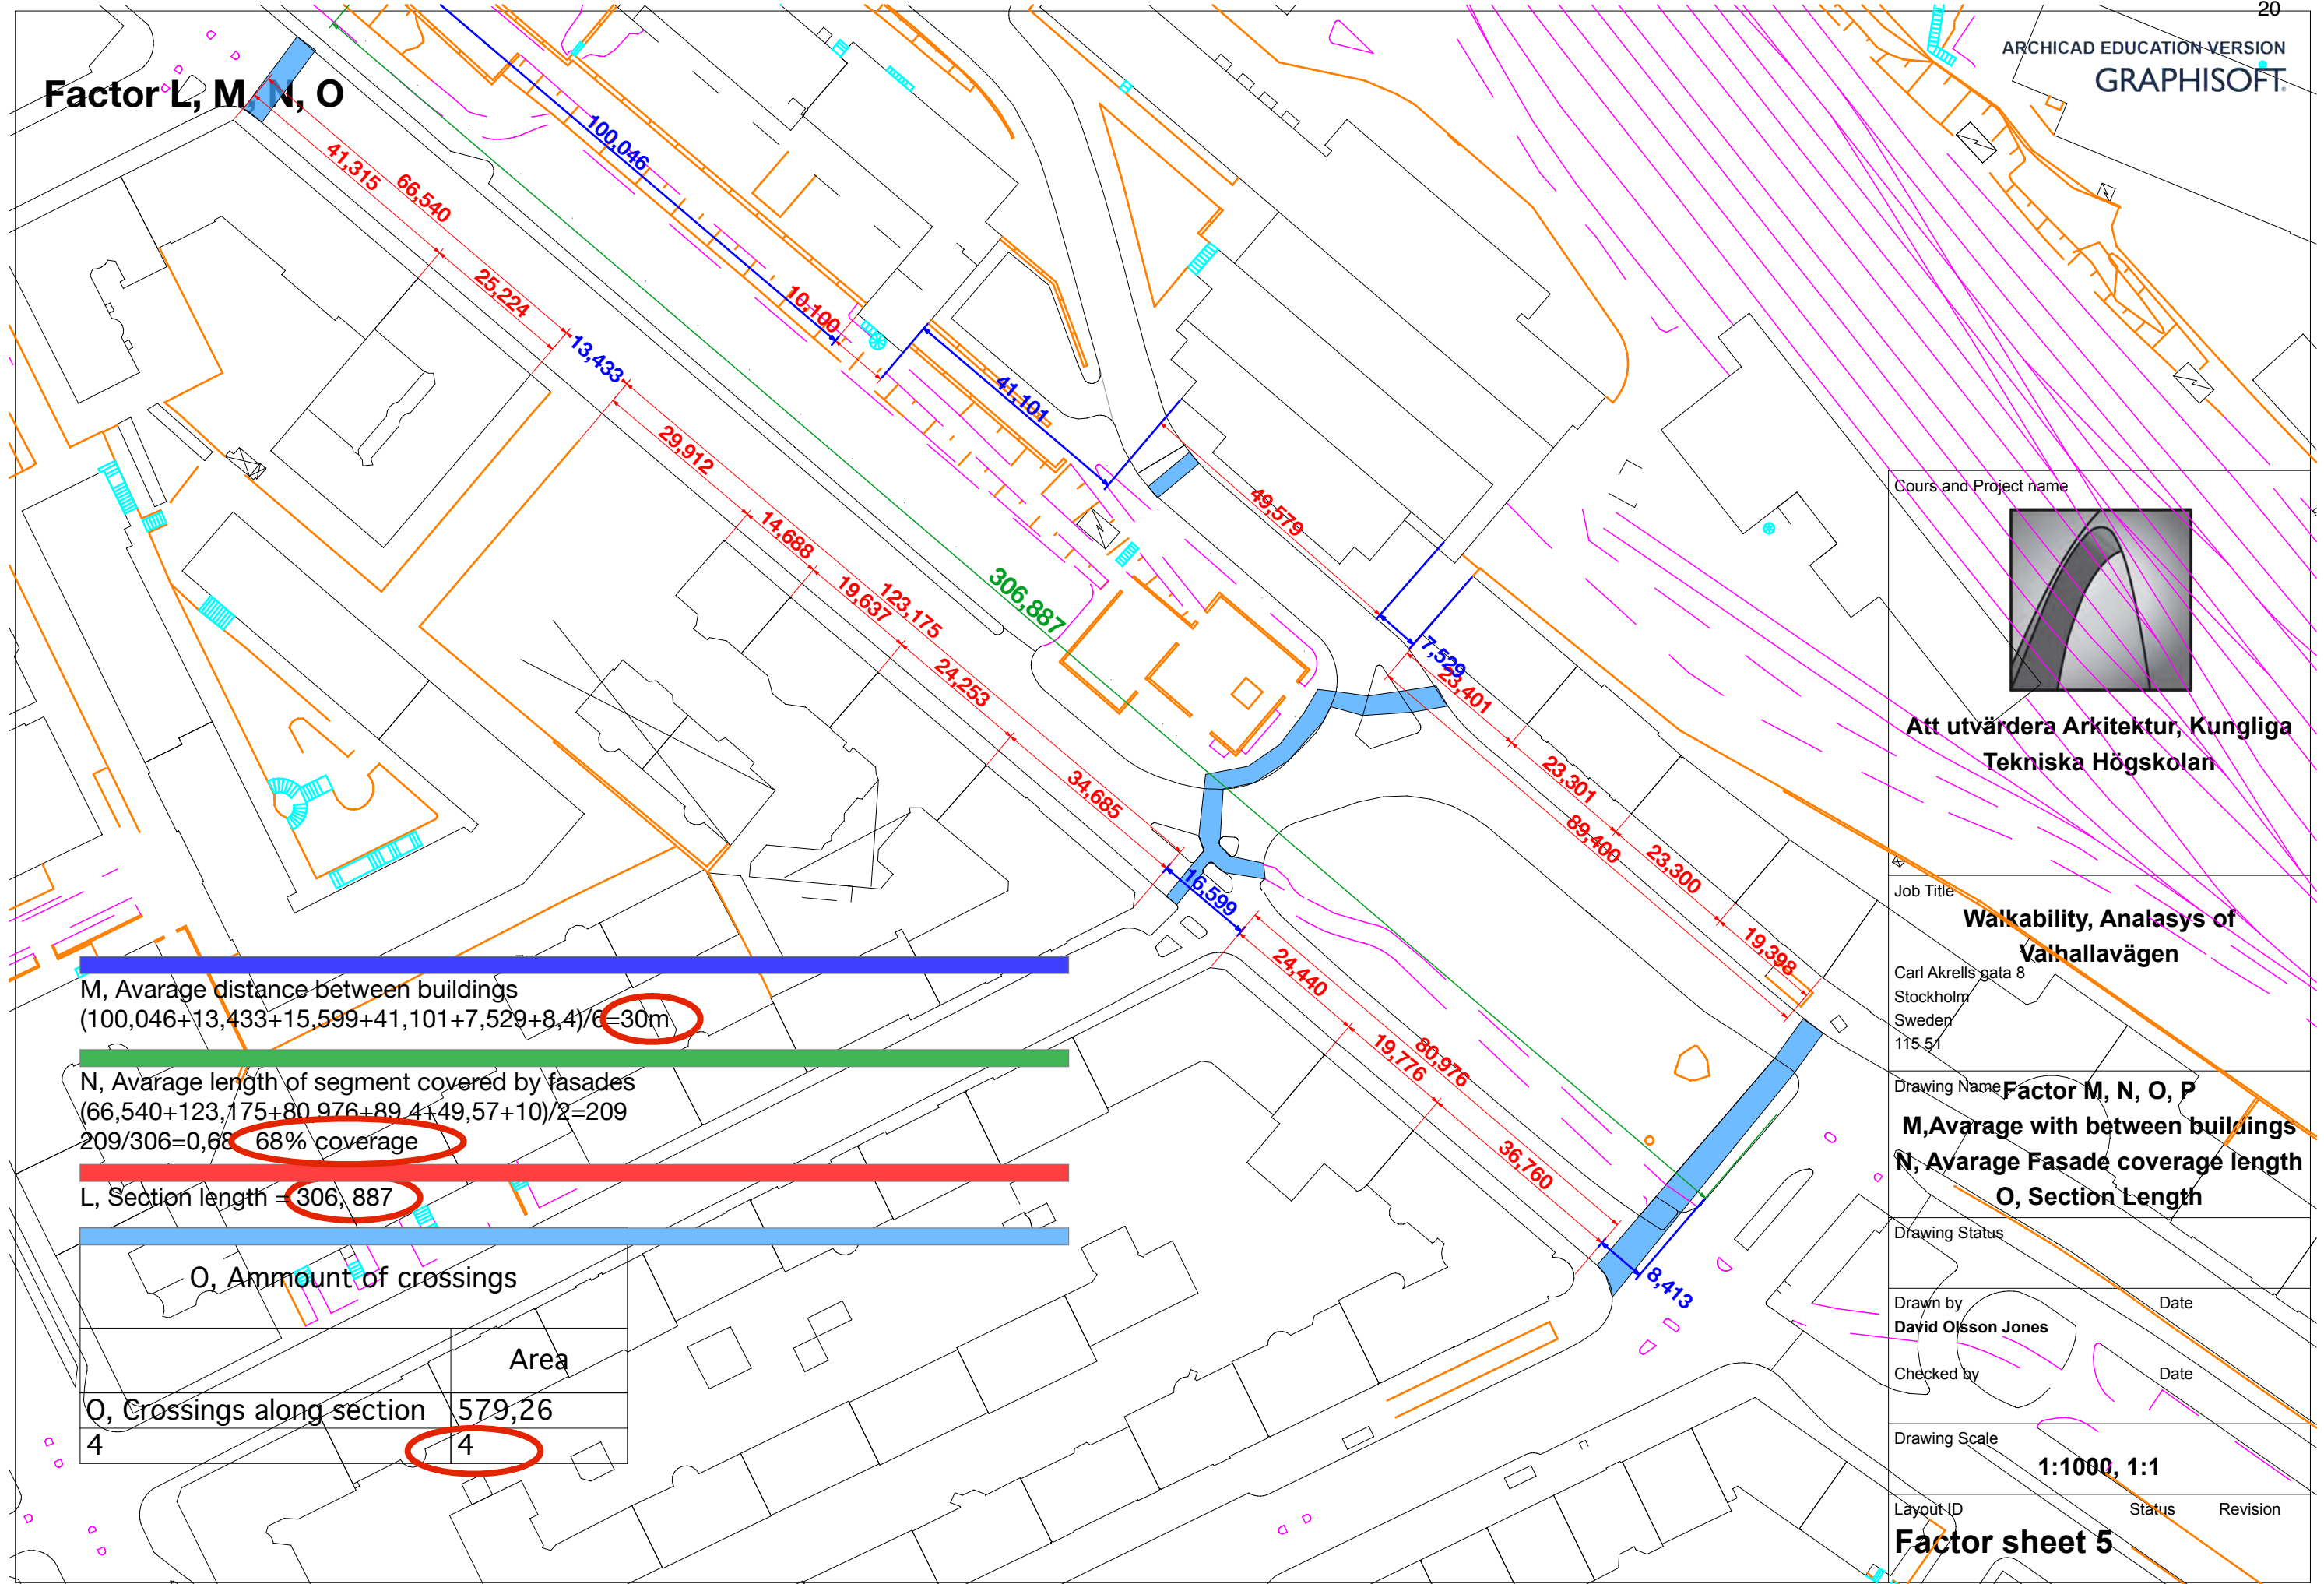 20
ARCHICAD EDUCATION VERSION
GRAPHISOFT
Factor L, M, N, O
100,046
41,315
66,540
25,224
10,100
13,433
41,101
29,912
49,579
14,688
306,887
123,175
19,637
24,253
7,529
23,401
34,685
23,301
89,400
23,300
16,599
19,398
24,440
80,976
19,776
36,760
8,413
M, Avarage distance between buildings
(100,046+13,433+15,599+41,101+7,529+8,4)/6=30m
N, Avarage length of segment covered by fasades
(66,540+123,175+80,976+89,4+49,57+10)/2=209
209/306=0,68 68% coverage
L, Section length = 306, 887
O, Ammount of crossings
Area
O, Crossings along section 579,26
4 4
Cours and Project name
Att utvärdera Arkitektur, Kungliga
Tekniska Högskolan
Job Title
Walkability, Analasys of
Valhallavägen
Carl Akrells gata 8
Stockholm
Sweden
115 51
Drawing Name
Factor M, N, O, P
M,Avarage with between buildings
N, Avarage Fasade coverage length
O, Section Length
Drawing Status
Drawn by Date
David Olsson Jones
Checked by Date
Drawing Scale
1:1000, 1:1
Layout ID Status Revision
Factor sheet 5